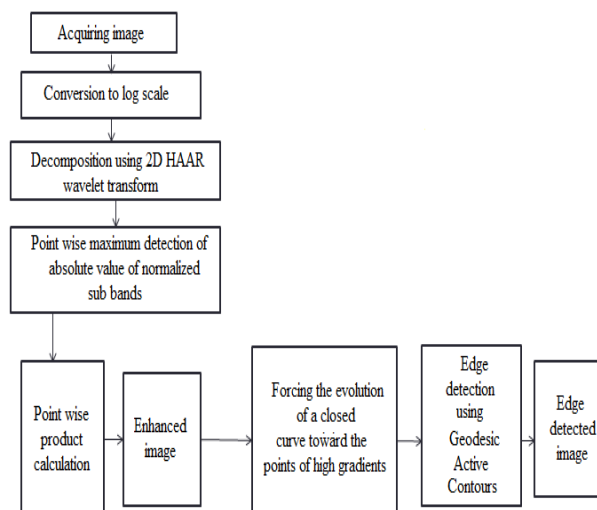 Acquiring image
Conversion to log scale
Decomposition using 2D HAAR
wavelet transform
Point wise maximum detection of
absolute value of normalized
sub bands
Point wise
product
calculation
Enhanced
image
Forcing the evolution
of a closed
curve toward the
points of high gradients
Edge
detection
using
Geodesic
Active
Contours
Edge
detected
image